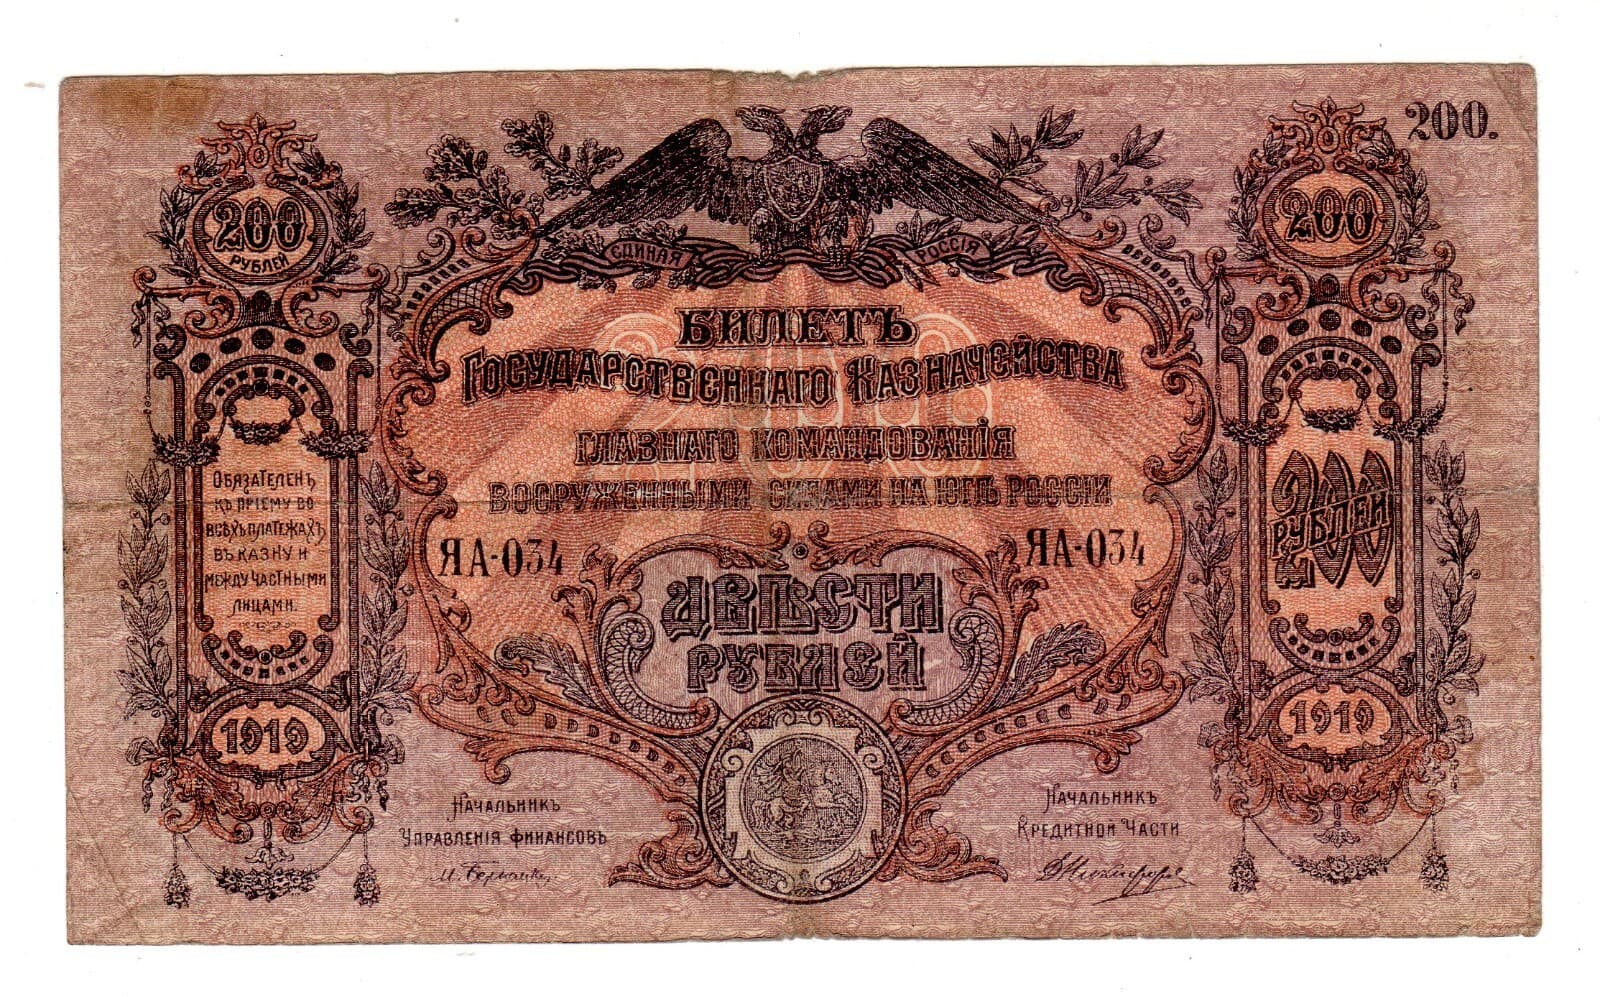 200.
200
РУБЛЕЙ
ЕДИНАЯ РОССІЯ
200
БИЛЕТЪ
ГОСУДАРСТВЕННАГО КАЗНАЧЕЙСТВА
ГЛАВНАГО КОМАНДОВАНІЯ
ВООРУЖЕННЫМИ СИЛАМИ НА ЮГѢ РОССІИ
200
ЯА-034
ЯА-034
ДВѢСТИ
РУБЛЕЙ
ОБЯЗАТЕЛЕНЪ
КЪ ПРІЕМУ ВО
ВСѢХЪ ПЛАТЕЖАХЪ
ВЪ КАЗНУ И
МЕЖДУ ЧАСТНЫМИ
ЛИЦАМИ.
200
РУБЛЕЙ
1919
1919
НАЧАЛЬНИКЪ
УПРАВЛЕНІЯ ФИНАНСОВЪ
НАЧАЛЬНИКЪ
КРЕДИТНОЙ ЧАСТИ